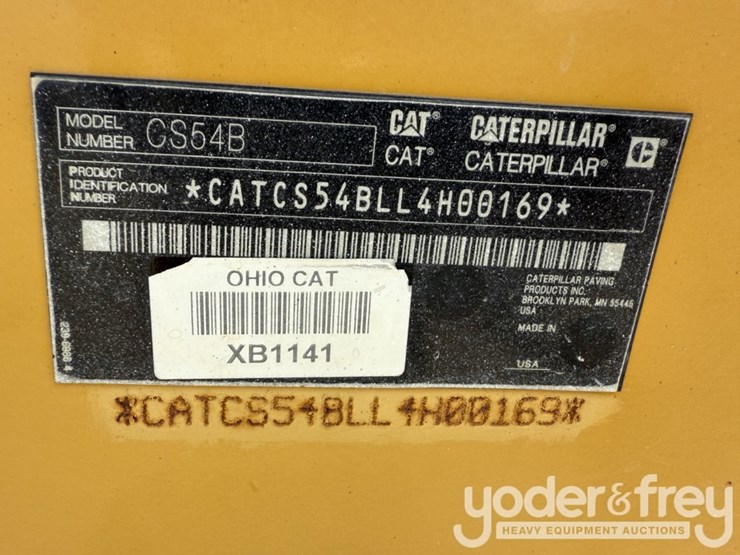 MODEL
NUMBER CS54B
CAT® CATERPILLAR®
CAT® CATERPILLAR®
PRODUCT
IDENTIFICATION
NUMBER
*CATCS54BLL4H00169*
CATERPILLAR PAVING
PRODUCTS INC.
BROOKLYN PARK, MN 55445
USA
MADE IN
USA
OHIO CAT
XB1141
*CATCS54BLL4H00169*
yoder&frey
HEAVY EQUIPMENT AUCTIONS